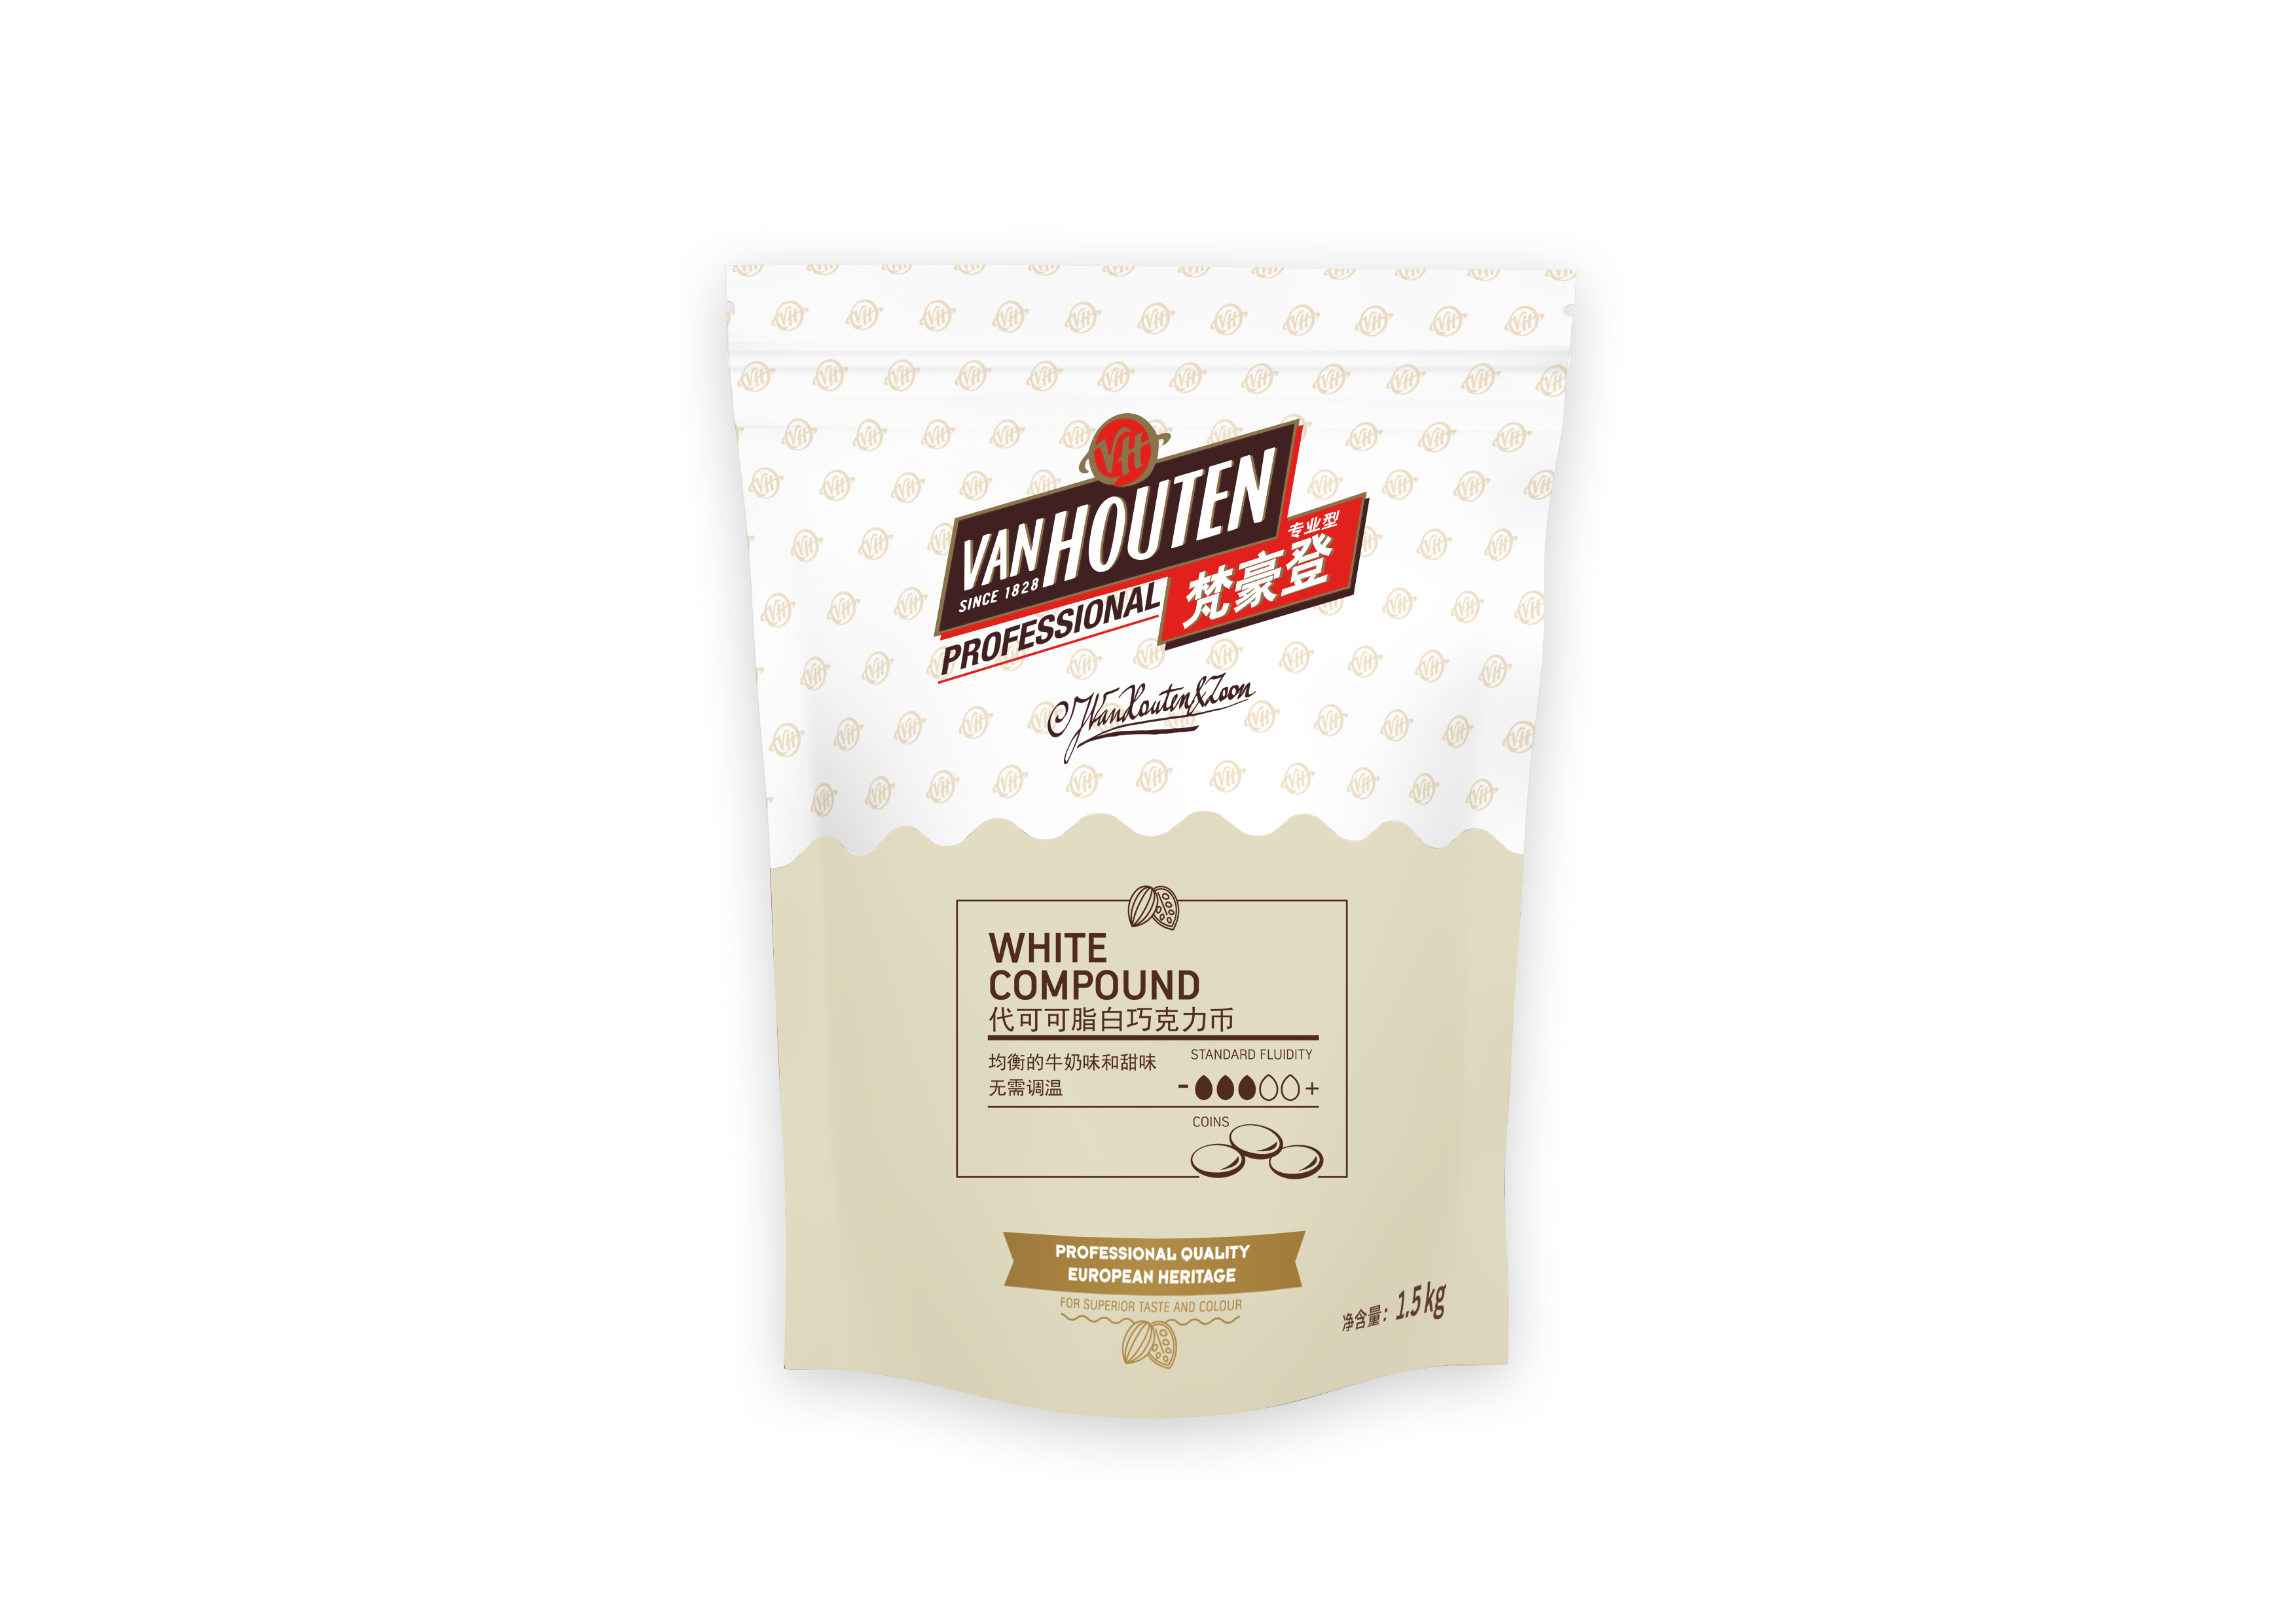 VH
VAN HOUTEN
SINCE 1828
PROFESSIONAL
专业型
梵豪登
CJVanHouten&Zoon
WHITE
COMPOUND
代可可脂白巧克力币
均衡的牛奶味和甜味
无需调温
STANDARD FLUIDITY
- +
COINS
PROFESSIONAL QUALITY
EUROPEAN HERITAGE
FOR SUPERIOR TASTE AND COLOUR
净含量：1.5kg